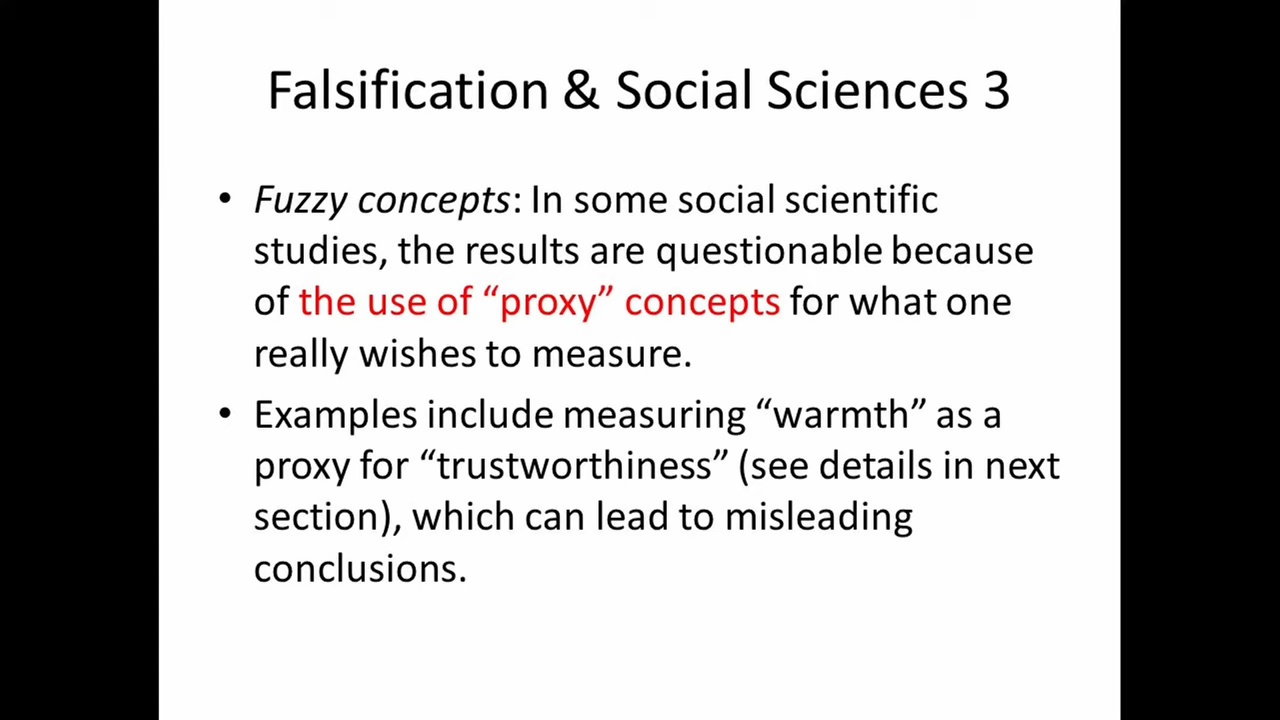 Falsification & Social Sciences 3
• Fuzzy concepts: In some social scientific
studies, the results are questionable because
of the use of “proxy” concepts for what one
really wishes to measure.
• Examples include measuring “warmth” as a
proxy for “trustworthiness” (see details in next
section), which can lead to misleading
conclusions.